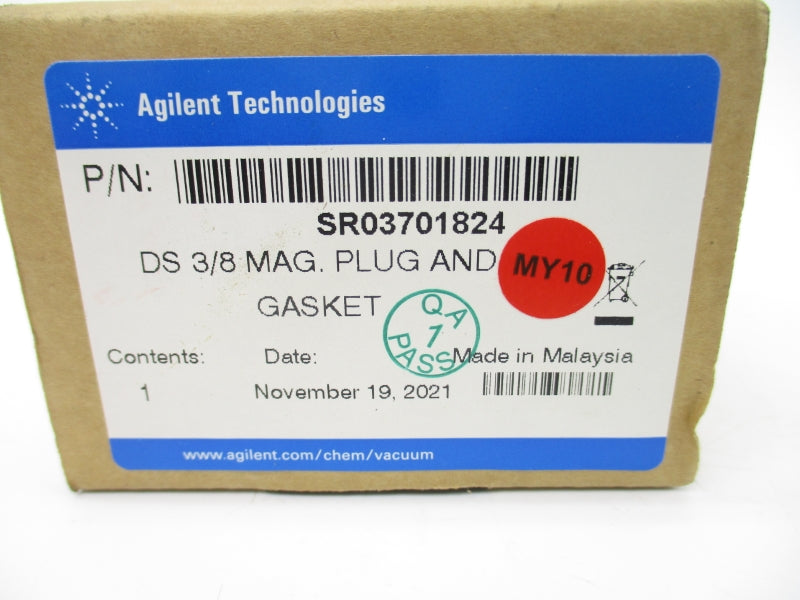 Agilent Technologies
P/N:
SR03701824
DS 3/8 MAG. PLUG AND
MY10
GASKET
QA
1
PASS
Contents:
Date:
Made in Malaysia
1
November 19, 2021
www.agilent.com/chem/vacuum